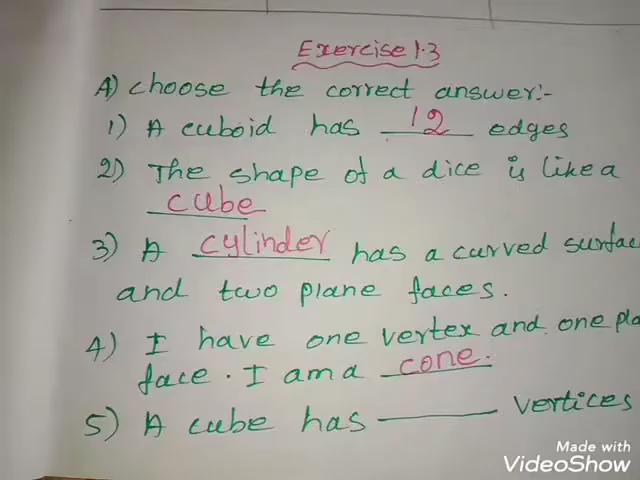 Exercise 1.3
A) Choose the correct answer:-
1) A cuboid has 12 edges
2) The shape of a dice is like a
cube
3) A cylinder has a curved surfac
and two plane faces.
4) I have one vertex and one pla
face. I am a cone.
5) A cube has ______ vertices
Made with
VideoShow